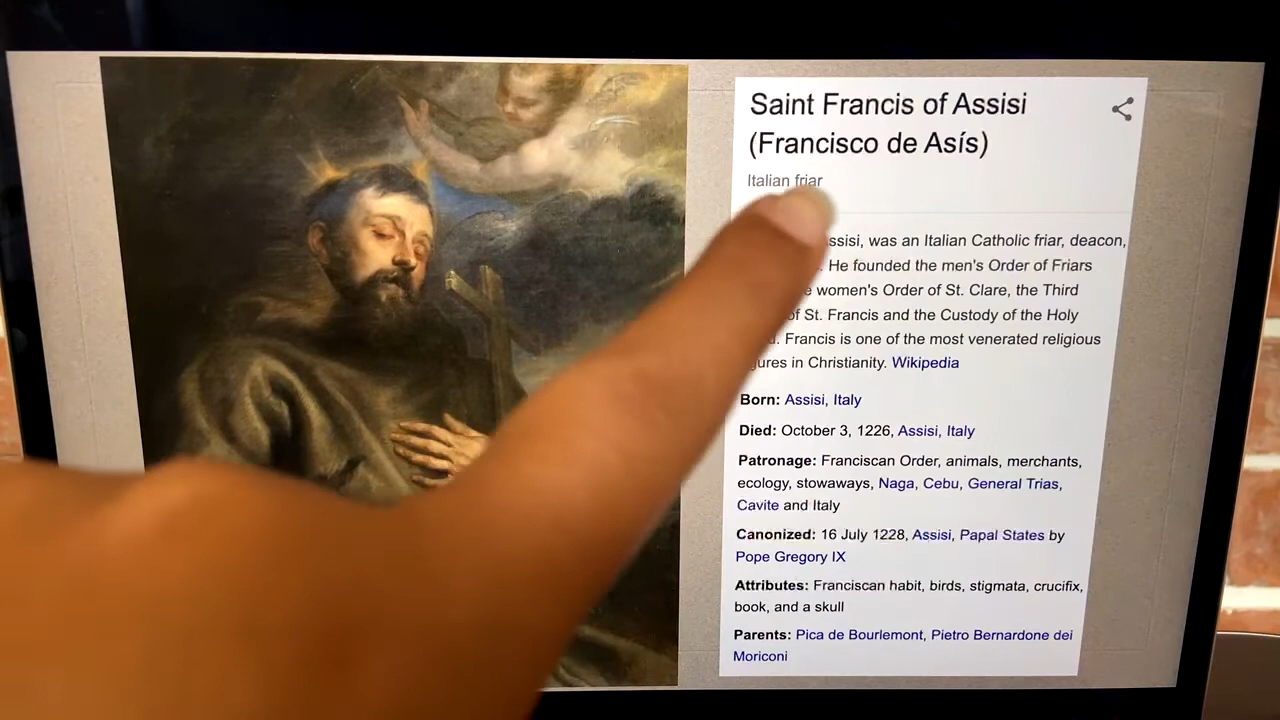 Saint Francis of Assisi
(Francisco de Asís)
Italian friar
ssisi, was an Italian Catholic friar, deacon,
. He founded the men's Order of Friars
women's Order of St. Clare, the Third
of St. Francis and the Custody of the Holy
. Francis is one of the most venerated religious
gures in Christianity. Wikipedia
Born: Assisi, Italy
Died: October 3, 1226, Assisi, Italy
Patronage: Franciscan Order, animals, merchants,
ecology, stowaways, Naga, Cebu, General Trias,
Cavite and Italy
Canonized: 16 July 1228, Assisi, Papal States by
Pope Gregory IX
Attributes: Franciscan habit, birds, stigmata, crucifix,
book, and a skull
Parents: Pica de Bourlemont, Pietro Bernardone dei
Moriconi